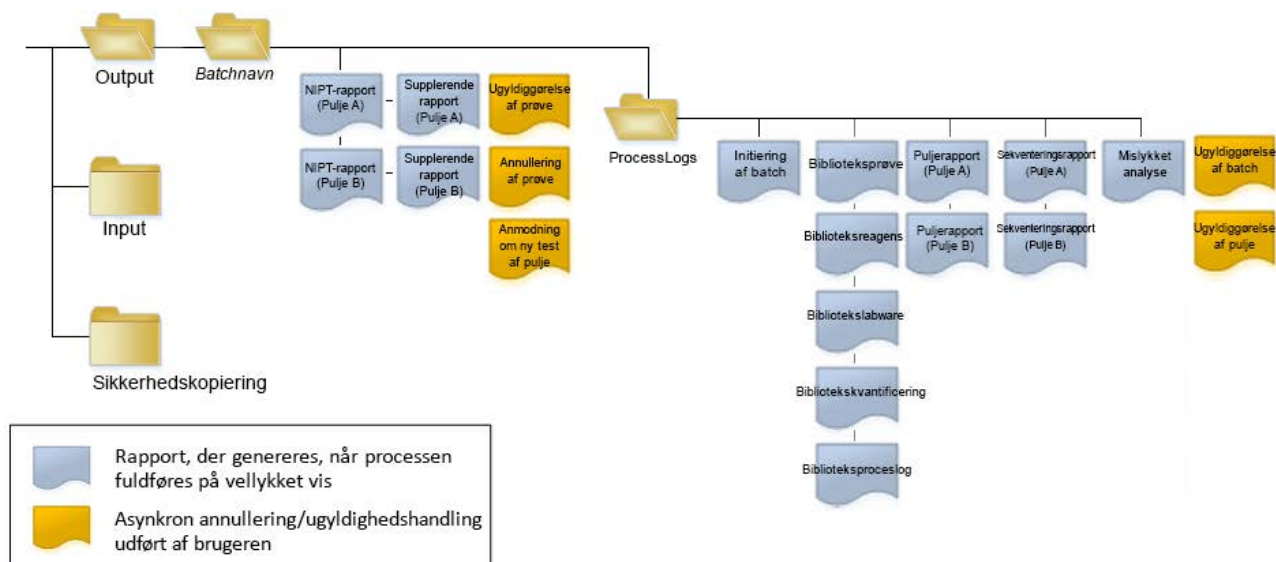 Output
Batchnavn
NIPT-rapport
(Pulje A)
Supplerende
rapport
(Pulje A)
Ugyldiggørelse
af prøve
NIPT-rapport
(Pulje B)
Supplerende
rapport
(Pulje B)
Annullering
af prøve
Anmodning
om ny test
af pulje
ProcessLogs
Initiering
af batch
Biblioteksprøve
Puljerapport
(Pulje A)
Sekventeringsrapport
(Pulje A)
Mislykket
analyse
Ugyldiggørelse
af batch
Biblioteksreagens
Puljerapport
(Pulje B)
Sekventeringsrapport
(Pulje B)
Ugyldiggørelse
af pulje
Bibliotekslabware
Bibliotekskvantificering
Biblioteksproceslog
Input
Sikkerhedskopiering
Rapport, der genereres, når processen
fuldføres på vellykket vis
Asynkron annullering/ugyldighedshandling
udført af brugeren